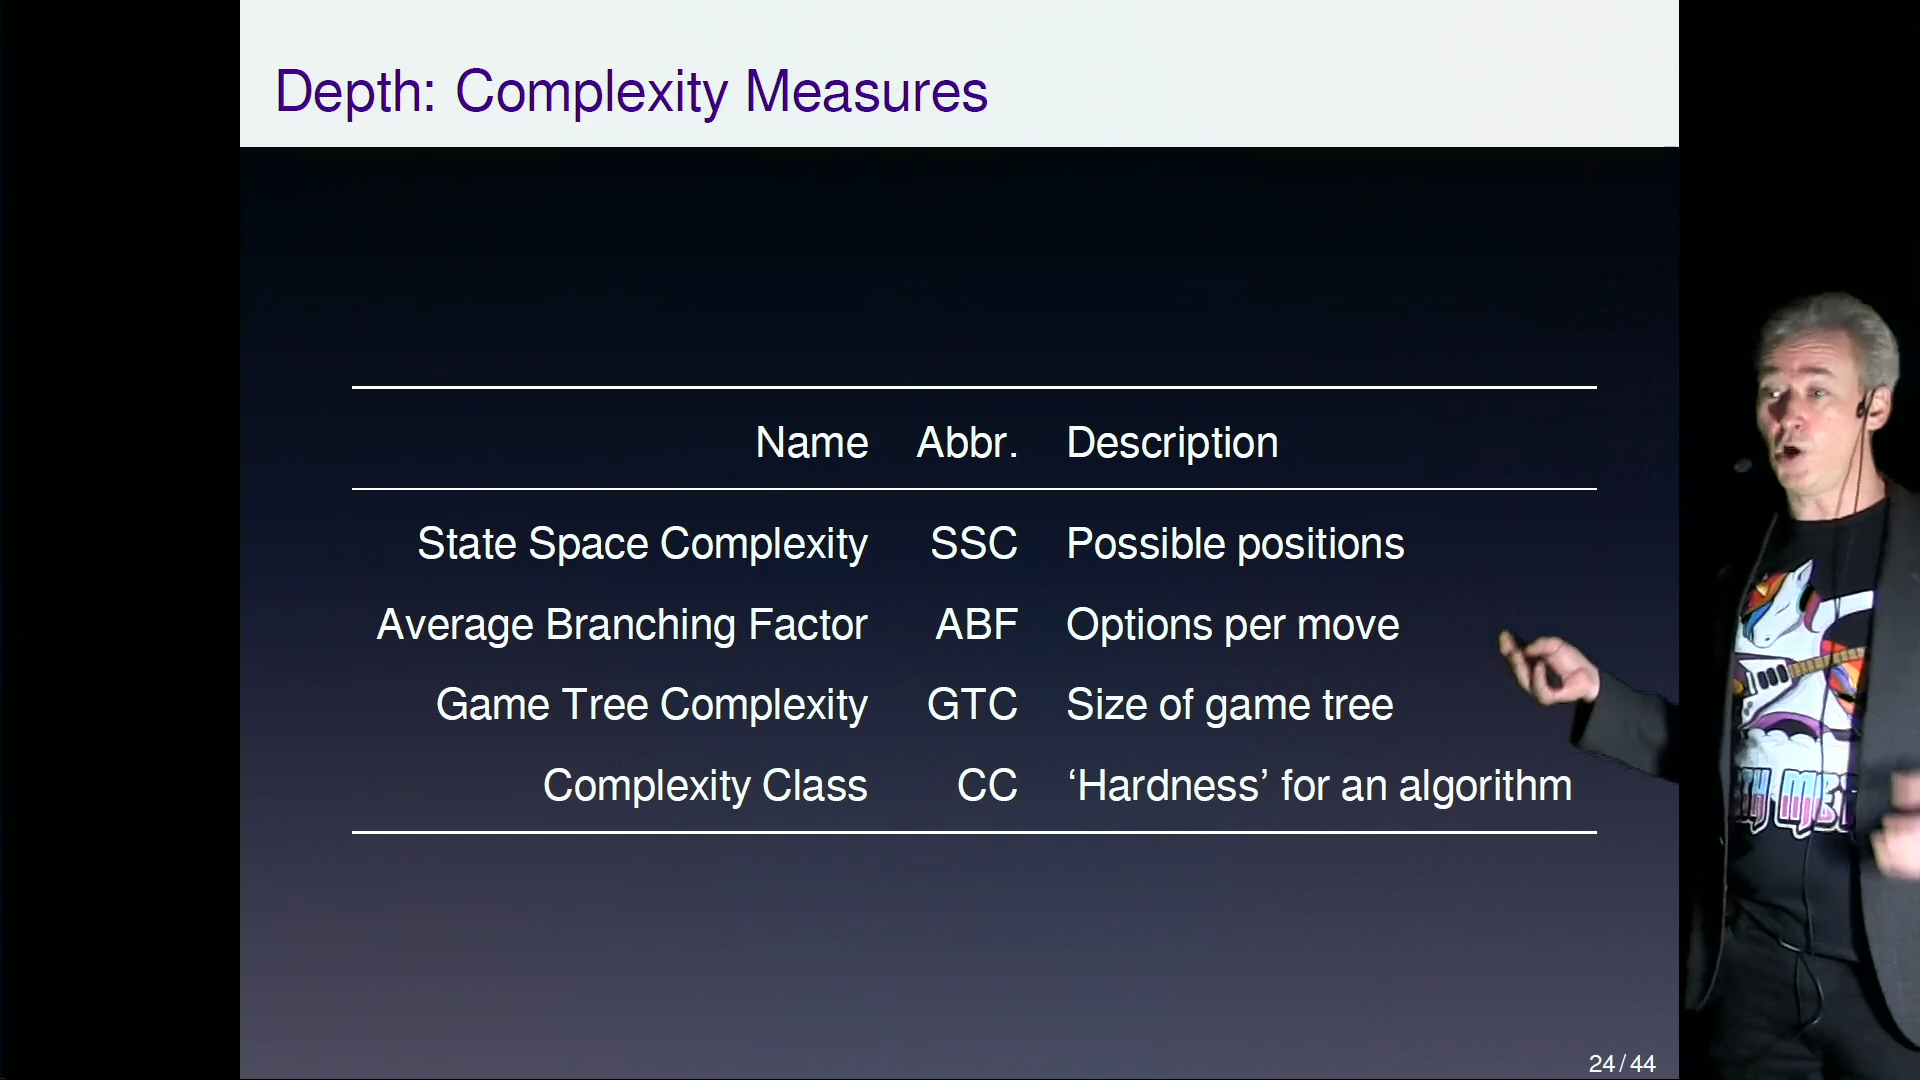 Depth: Complexity Measures
Name Abbr. Description
State Space Complexity SSC Possible positions
Average Branching Factor ABF Options per move
Game Tree Complexity GTC Size of game tree
Complexity Class CC ‘Hardness’ for an algorithm
24 / 44